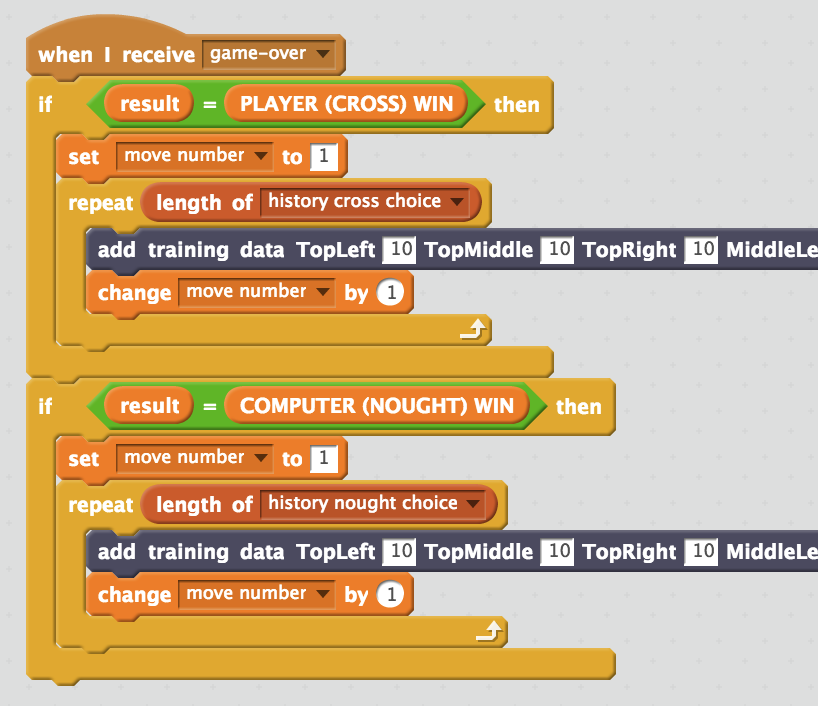 when I receive game-over
if result = PLAYER (CROSS) WIN then
set move number to 1
repeat length of history cross choice
add training data TopLeft 10 TopMiddle 10 TopRight 10 MiddleLe
change move number by 1
if result = COMPUTER (NOUGHT) WIN then
set move number to 1
repeat length of history nought choice
add training data TopLeft 10 TopMiddle 10 TopRight 10 MiddleLe
change move number by 1